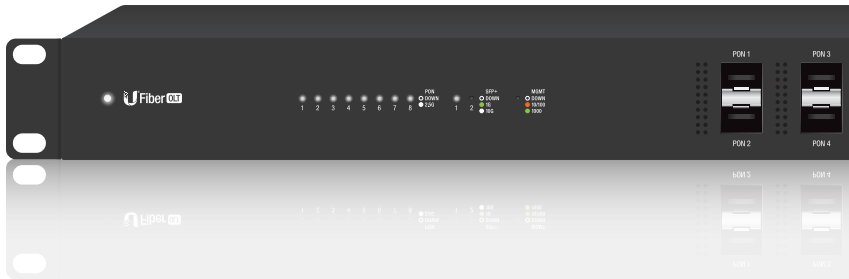 U Fiber OLT
1 2 3 4 5 6 7 8
PON
DOWN
2.5G
1 2
SFP+
DOWN
1G
10G
MGMT
DOWN
10/100
1000
PON 1
PON 2
PON 3
PON 4